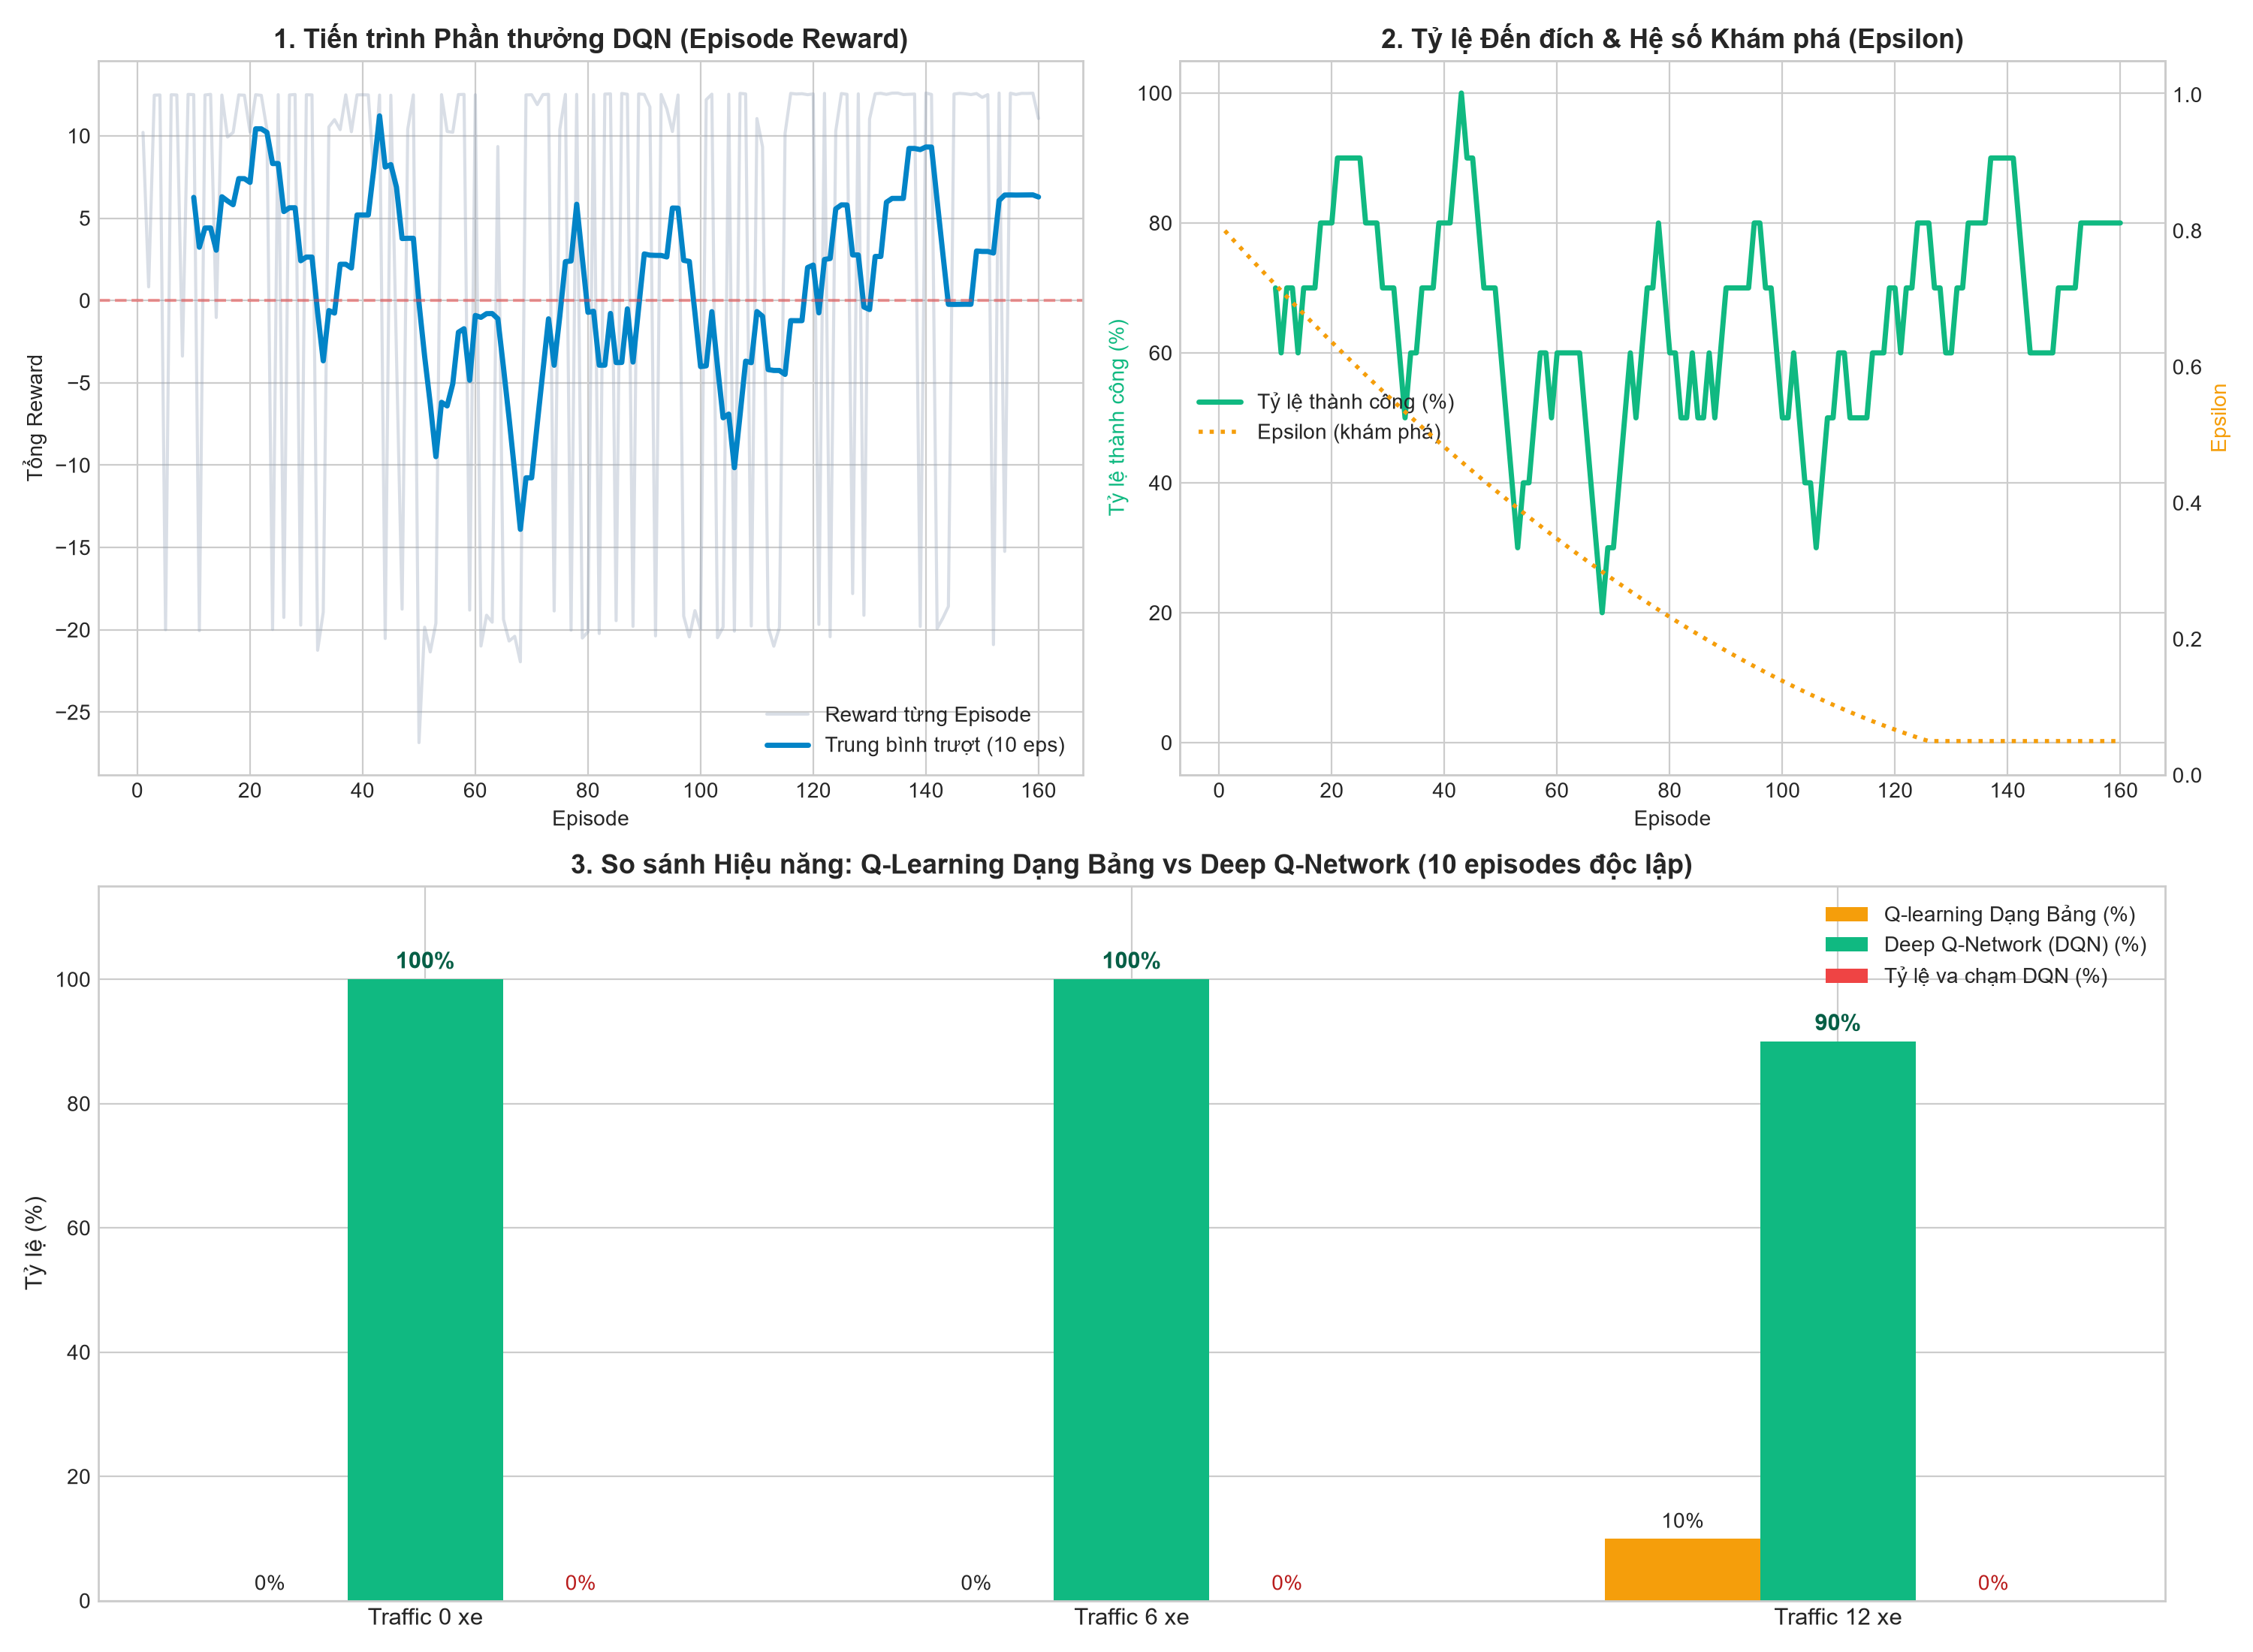 1. Tiến trình Phần thưởng DQN (Episode Reward)
10
5
0
−5
−10
−15
−20
−25
Tổng Reward
Reward từng Episode
Trung bình trượt (10 eps)
0 20 40 60 80 100 120 140 160
Episode
2. Tỷ lệ Đến đích & Hệ số Khám phá (Epsilon)
100
80
60
40
20
0
Tỷ lệ thành công (%)
Tỷ lệ thành công (%)
Epsilon (khám phá)
1.0
0.8
0.6
0.4
0.2
0.0
Epsilon
0 20 40 60 80 100 120 140 160
Episode
3. So sánh Hiệu năng: Q-Learning Dạng Bảng vs Deep Q-Network (10 episodes độc lập)
Q-learning Dạng Bảng (%)
Deep Q-Network (DQN) (%)
Tỷ lệ va chạm DQN (%)
100
80
60
40
20
0
Tỷ lệ (%)
100% 100% 90%
10%
0% 0% 0% 0% 0%
Traffic 0 xe Traffic 6 xe Traffic 12 xe